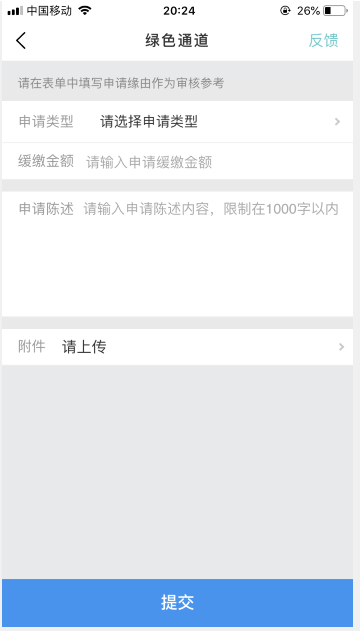 中国移动 20:24 26%
绿色通道 反馈
请在表单中填写申请缘由作为审核参考
申请类型 请选择申请类型
缓缴金额 请输入申请缓缴金额
申请陈述 请输入申请陈述内容，限制在1000字以内
附件 请上传
提交